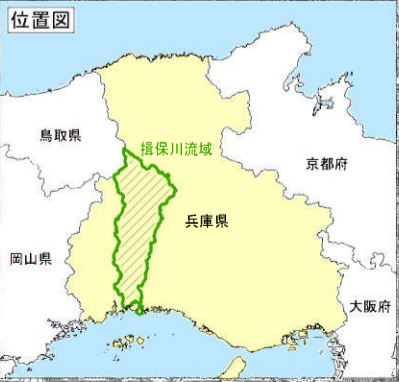 位置図
鳥取県
揖保川流域
京都府
兵庫県
岡山県
大阪府